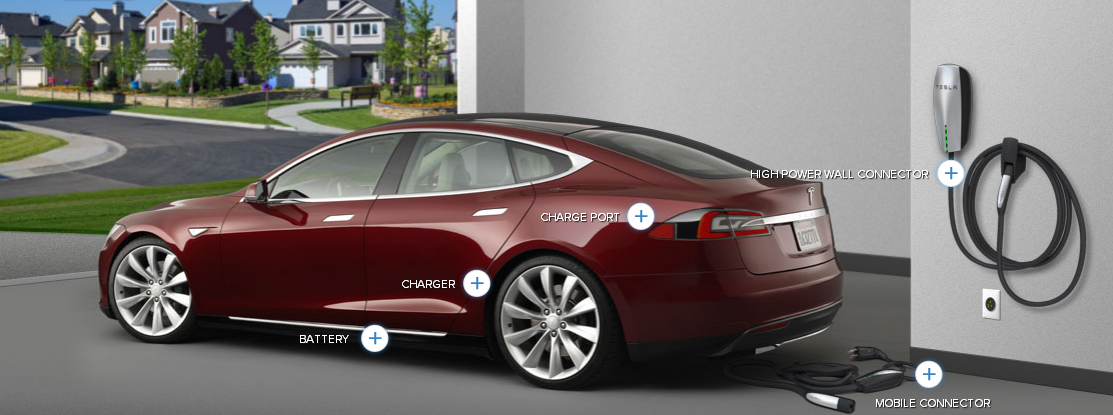 TESLA
HIGH POWER WALL CONNECTOR
CHARGE PORT
CHARGER
BATTERY
MOBILE CONNECTOR